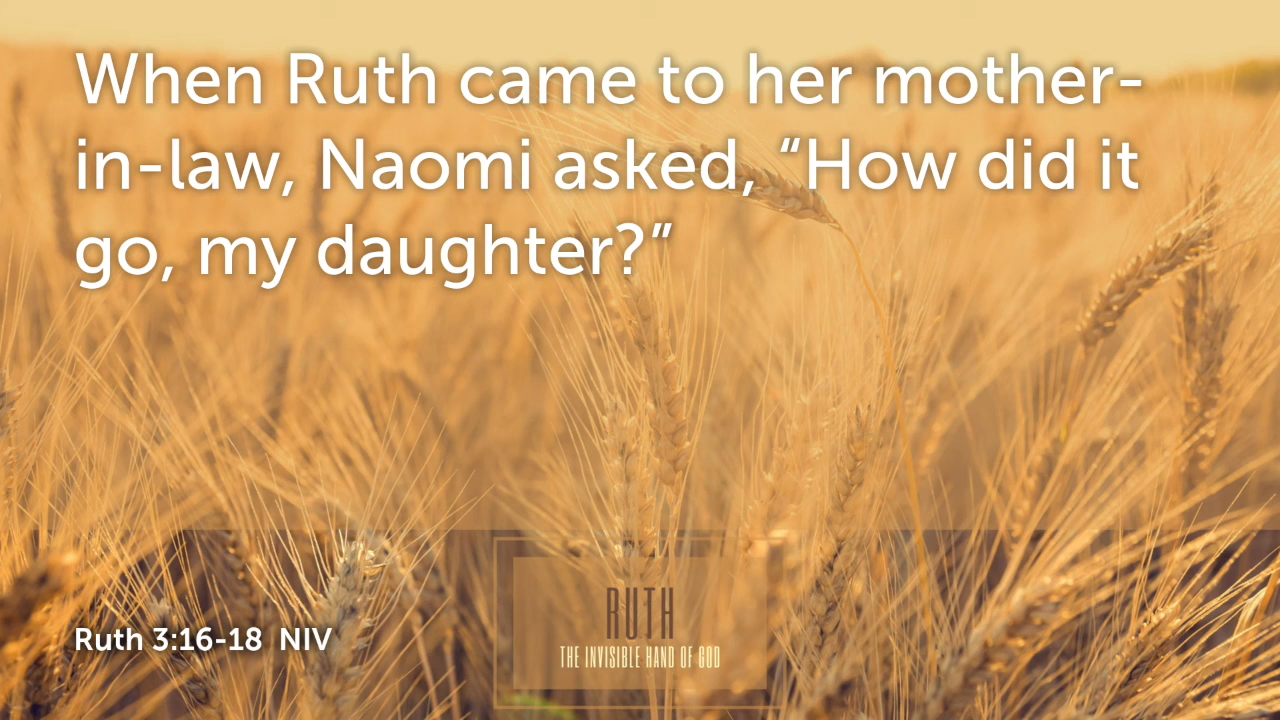 When Ruth came to her mother-
in-law, Naomi asked, “How did it
go, my daughter?”
Ruth 3:16-18  NIV
RUTH
THE INVISIBLE HAND OF GOD